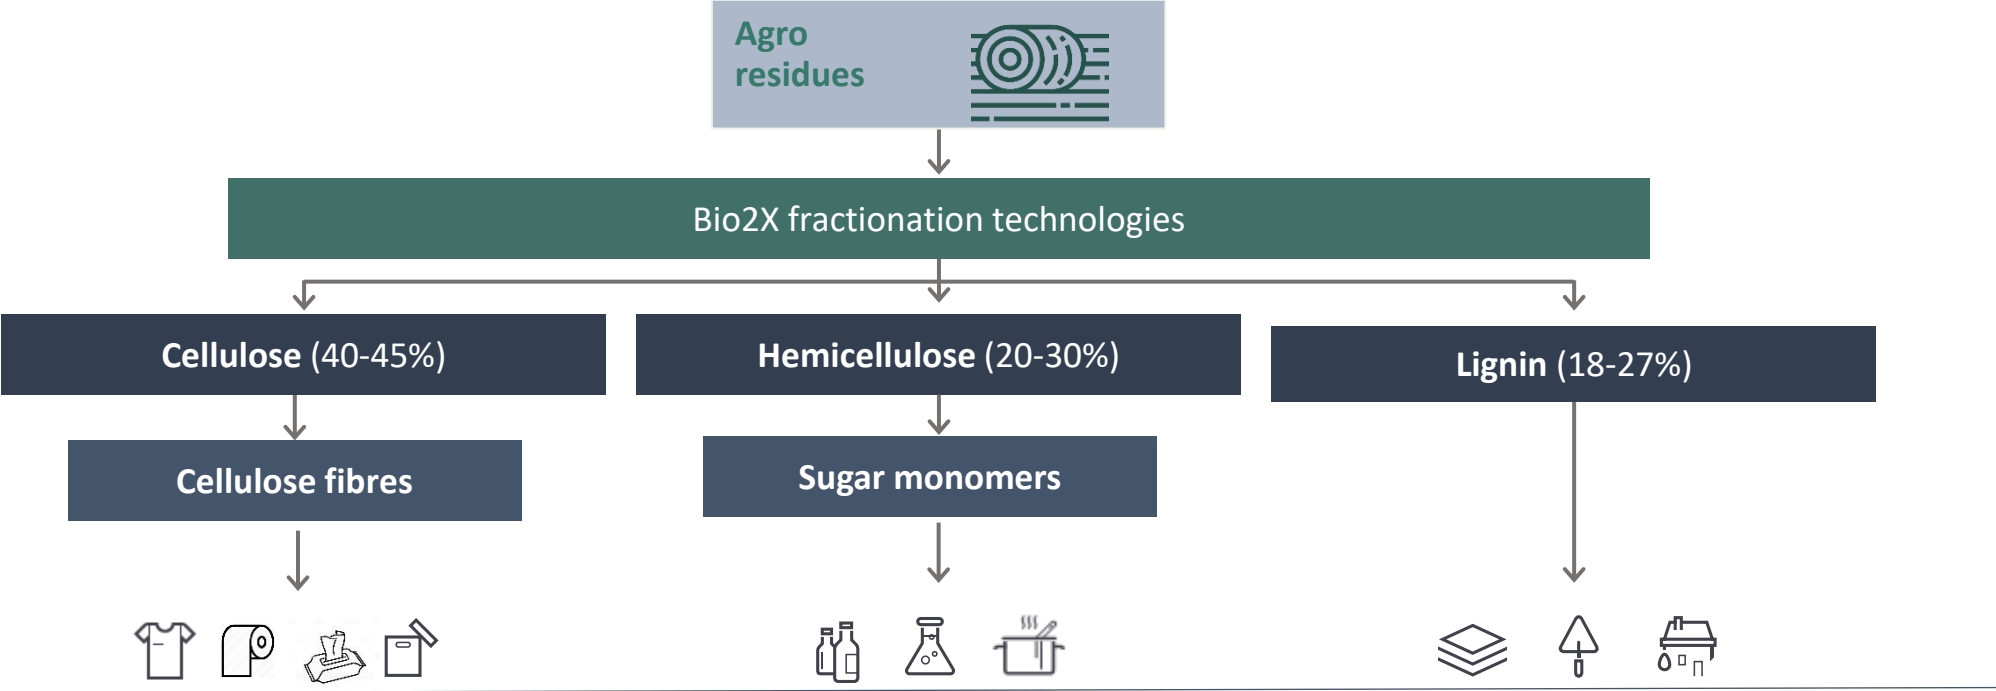 Agro
residues
Bio2X fractionation technologies
Cellulose (40-45%)
Hemicellulose (20-30%)
Lignin (18-27%)
Cellulose fibres
Sugar monomers